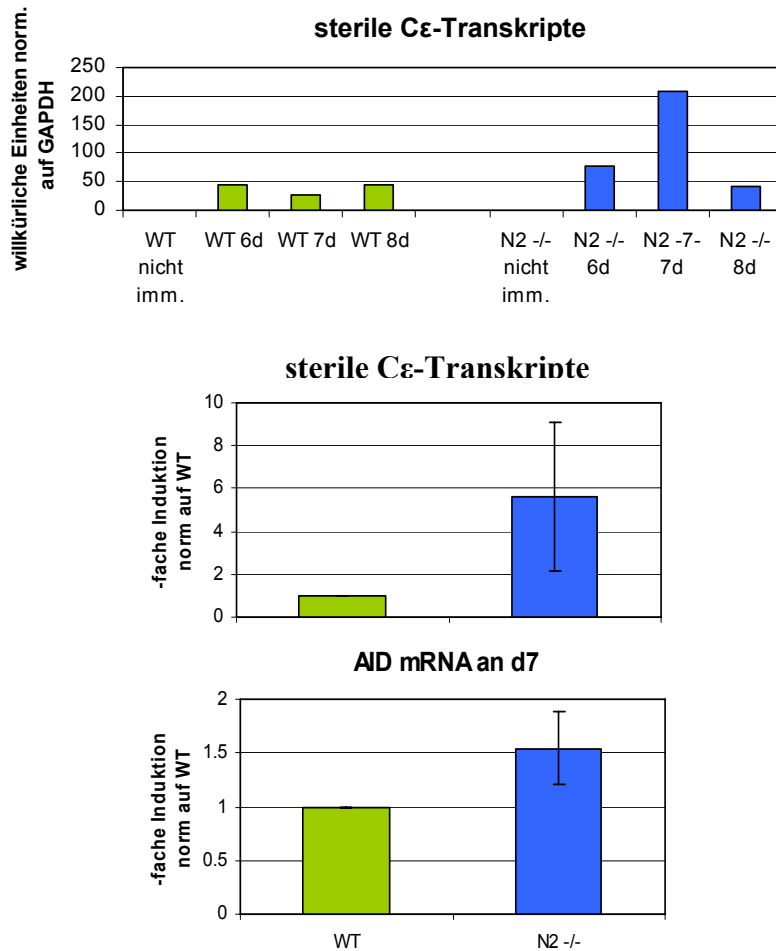 sterile Cε-Transkripte
willkürliche Einheiten norm.
auf GAPDH
250
200
150
100
50
0
WT
nicht
imm.
WT 6d
WT 7d
WT 8d
N2 -/-
nicht
imm.
N2 -/-
6d
N2 -7-
7d
N2 -/-
8d
sterile Cε-Transkripte
-fache Induktion
norm auf WT
10
8
6
4
2
0
AID mRNA an d7
-fache Induktion
norm auf WT
2
1.5
1
0.5
0
WT
N2 -/-